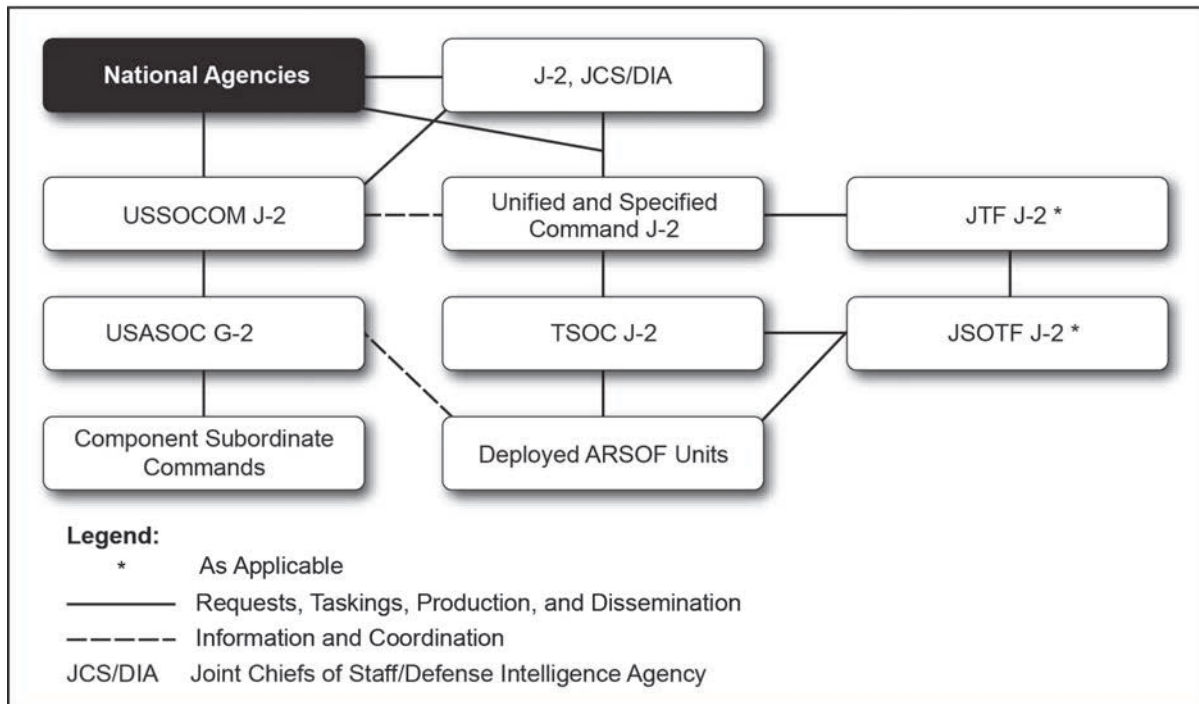 National Agencies
J-2, JCS/DIA
USSOCOM J-2
Unified and Specified
Command J-2
JTF J-2 *
USASOC G-2
TSOC J-2
JSOTF J-2 *
Component Subordinate
Commands
Deployed ARSOF Units
Legend:
* As Applicable
Requests, Taskings, Production, and Dissemination
Information and Coordination
JCS/DIA Joint Chiefs of Staff/Defense Intelligence Agency